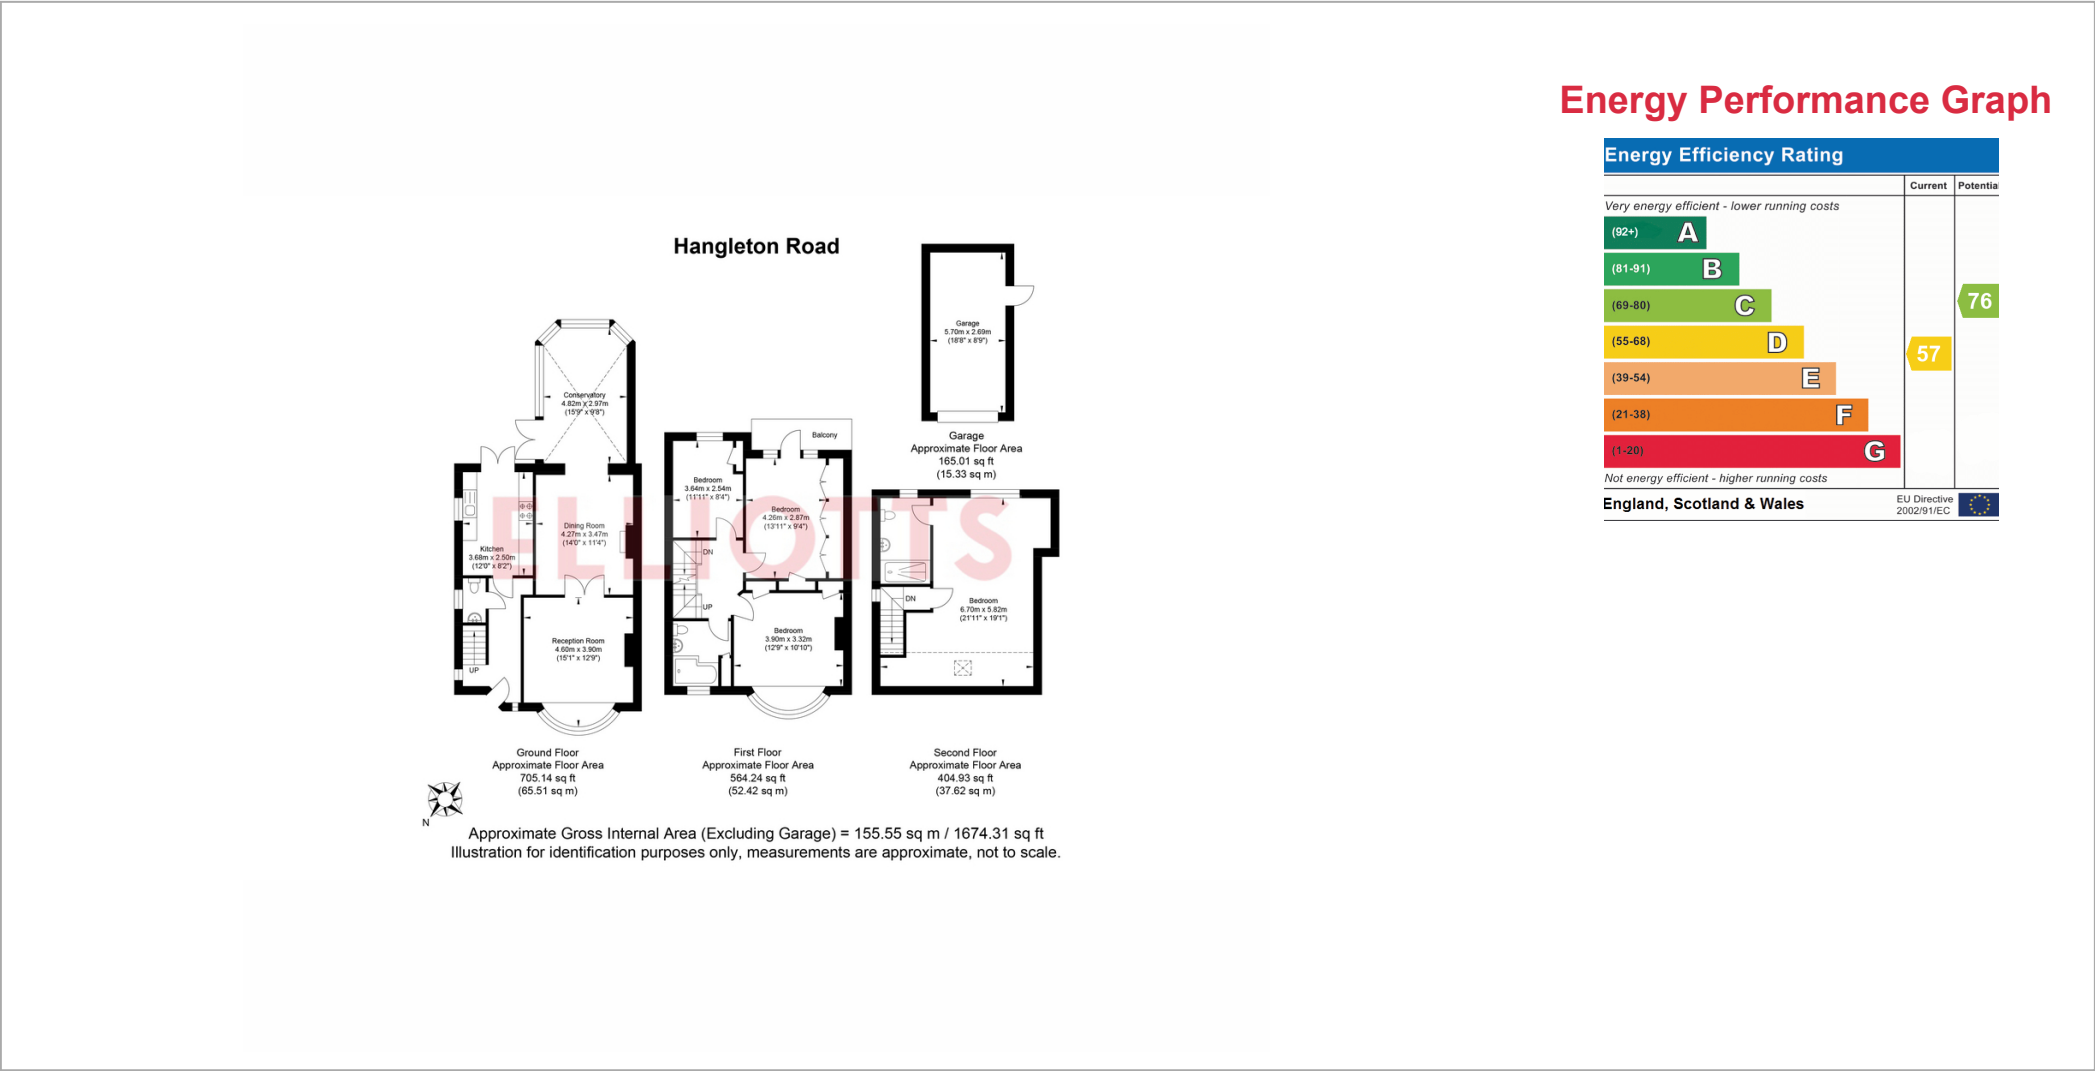 Energy Performance Graph
Energy Efficiency Rating
Current
Potential
Very energy efficient - lower running costs
(92+) A
(81-91) B
(69-80) C
(55-68) D
(39-54) E
(21-38) F
(1-20) G
57
76
Not energy efficient - higher running costs
England, Scotland & Wales
EU Directive
2002/91/EC
Hangleton Road
Garage
5.70m x 2.69m
(18'8" x 8'9")
Garage
Approximate Floor Area
165.01 sq ft
(15.33 sq m)
Conservatory
4.82m x 2.97m
(15'9" x 9'8")
Dining Room
4.27m x 3.47m
(14'0" x 11'4")
Kitchen
3.68m x 2.50m
(12'0" x 8'2")
Reception Room
4.60m x 3.90m
(15'1" x 12'9")
UP
Balcony
Bedroom
3.64m x 2.54m
(11'11" x 8'4")
Bedroom
4.26m x 2.87m
(13'11" x 9'4")
DN
UP
Bedroom
3.90m x 3.32m
(12'9" x 10'10")
DN
Bedroom
6.70m x 5.82m
(21'11" x 19'1")
ELLIOTTS
Ground Floor
Approximate Floor Area
705.14 sq ft
(65.51 sq m)
First Floor
Approximate Floor Area
564.24 sq ft
(52.42 sq m)
Second Floor
Approximate Floor Area
404.93 sq ft
(37.62 sq m)
N
Approximate Gross Internal Area (Excluding Garage) = 155.55 sq m / 1674.31 sq ft
Illustration for identification purposes only, measurements are approximate, not to scale.